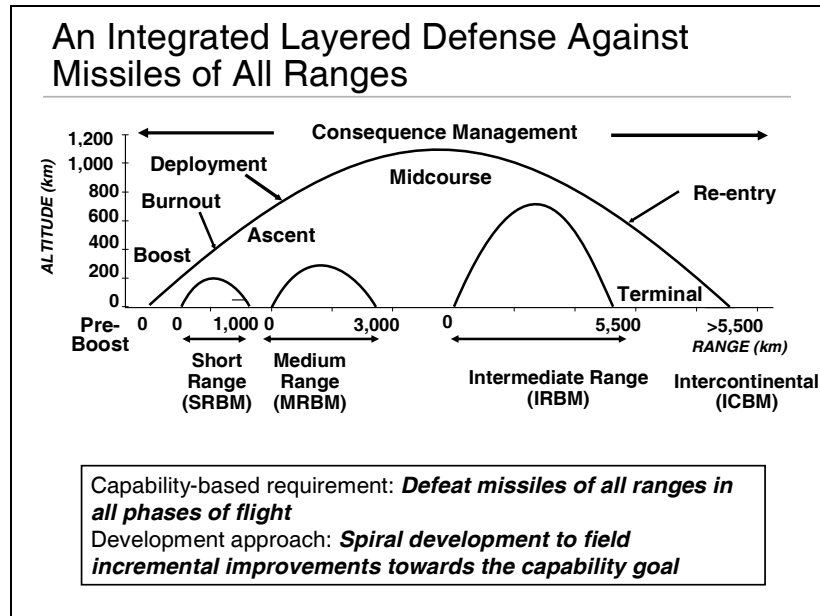 An Integrated Layered Defense Against
Missiles of All Ranges
Consequence Management
ALTITUDE (km)
1,200
1,000
800
600
400
200
0
Deployment
Midcourse
Re-entry
Burnout
Ascent
Boost
Terminal
Pre-
Boost
0 0 1,000 0 3,000 0 5,500 >5,500
RANGE (km)
Short
Range
(SRBM)
Medium
Range
(MRBM)
Intermediate Range
(IRBM)
Intercontinental
(ICBM)
Capability-based requirement: Defeat missiles of all ranges in
all phases of flight
Development approach: Spiral development to field
incremental improvements towards the capability goal